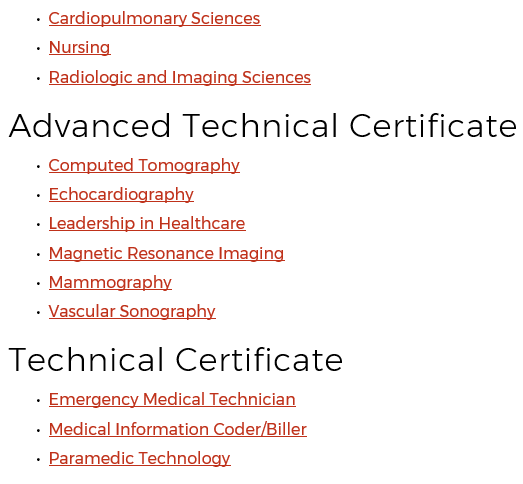 • Cardiopulmonary Sciences
• Nursing
• Radiologic and Imaging Sciences
Advanced Technical Certificate
• Computed Tomography
• Echocardiography
• Leadership in Healthcare
• Magnetic Resonance Imaging
• Mammography
• Vascular Sonography
Technical Certificate
• Emergency Medical Technician
• Medical Information Coder/Biller
• Paramedic Technology